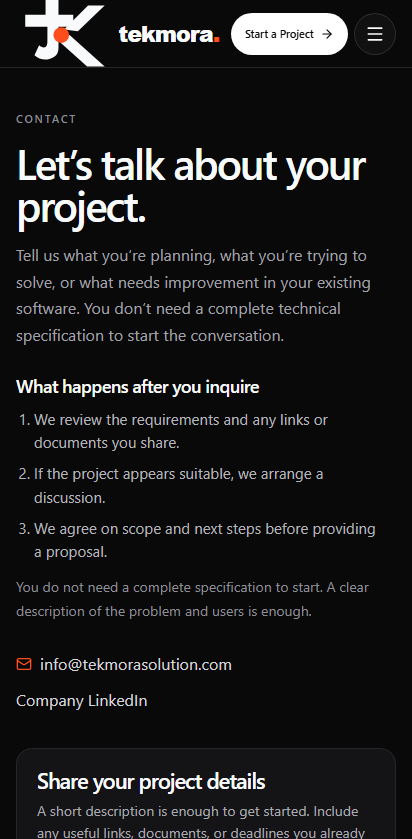 tekmora.
Start a Project
CONTACT
Let's talk about your
project.
Tell us what you're planning, what you're trying to
solve, or what needs improvement in your existing
software. You don't need a complete technical
specification to start the conversation.
What happens after you inquire
1. We review the requirements and any links or
documents you share.
2. If the project appears suitable, we arrange a
discussion.
3. We agree on scope and next steps before providing
a proposal.
You do not need a complete specification to start. A clear
description of the problem and users is enough.
info@tekmorasolution.com
Company LinkedIn
Share your project details
A short description is enough to get started. Include
any useful links, documents, or deadlines you already